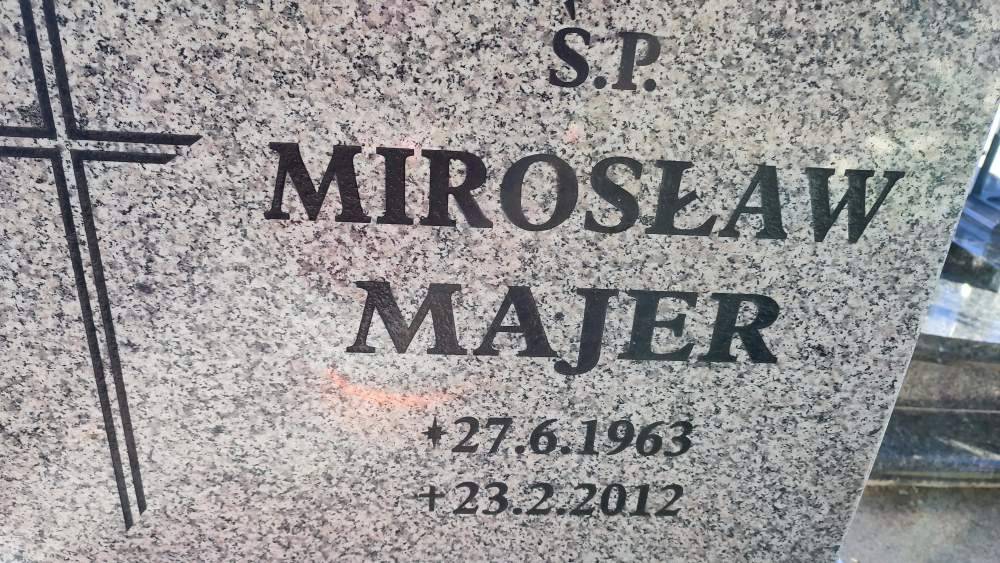 Ś.P.
MIROSŁAW
MAJER
*27.6.1963
+23.2.2012